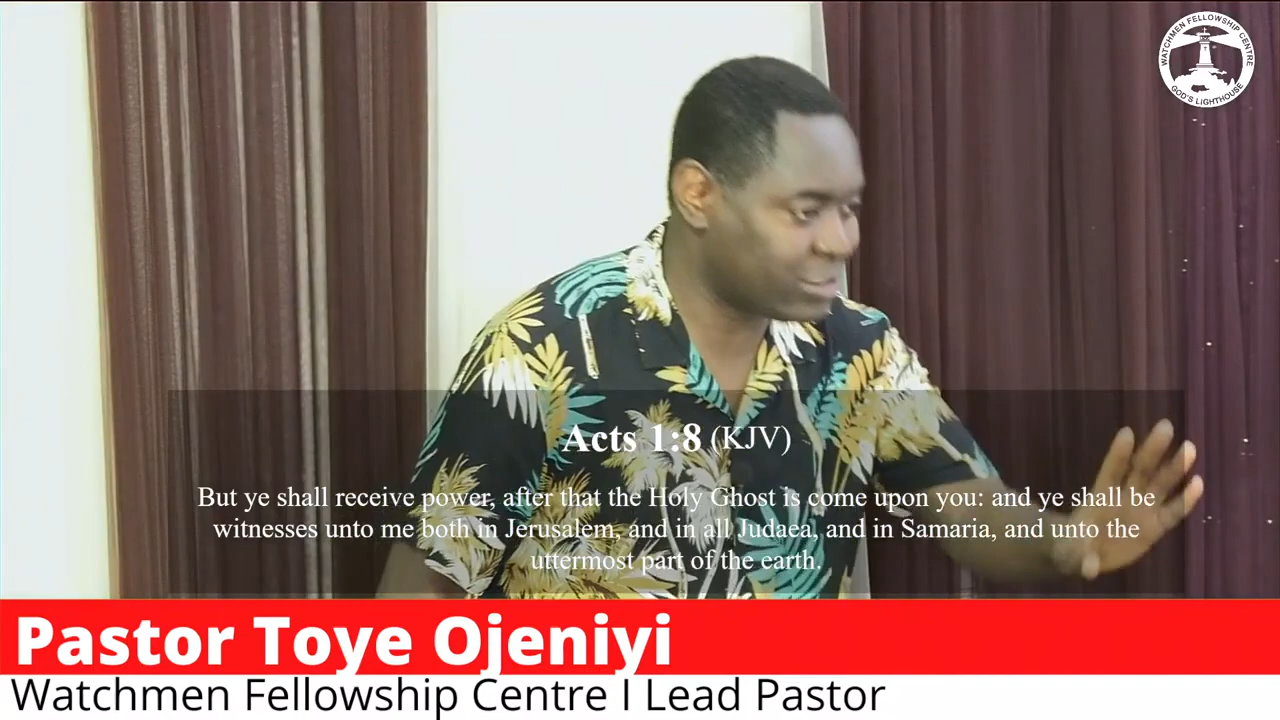 WATCHMEN FELLOWSHIP CENTRE
GOD'S LIGHTHOUSE
Acts 1:8 (KJV)
But ye shall receive power, after that the Holy Ghost is come upon you: and ye shall be
witnesses unto me both in Jerusalem, and in all Judaea, and in Samaria, and unto the
uttermost part of the earth.
Pastor Toye Ojeniyi
Watchmen Fellowship Centre I Lead Pastor